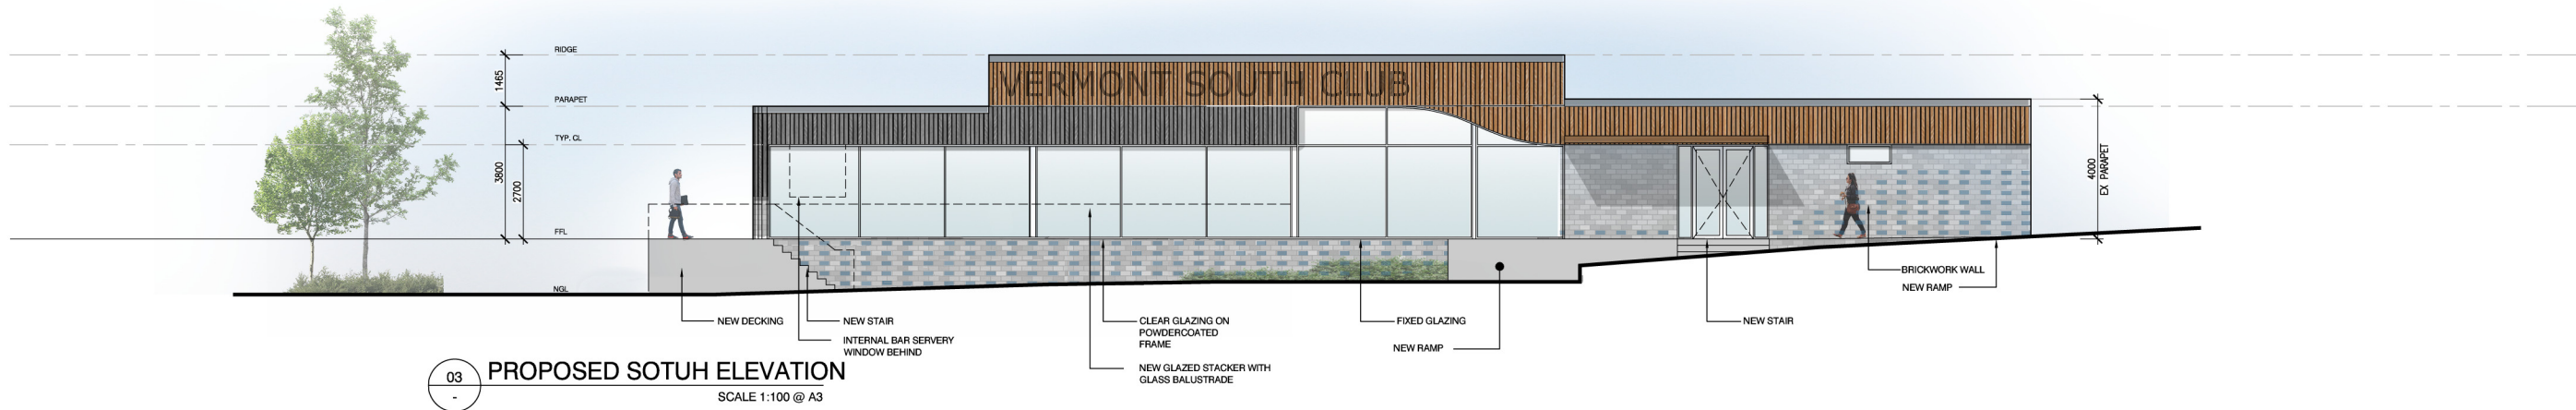 RIDGE
1465
VERMONT SOUTH CLUB
PARAPET
TYP. CL
3800
2700
4000
EX PARAPET
FFL
NGL
BRICKWORK WALL
NEW RAMP
NEW DECKING
NEW STAIR
INTERNAL BAR SERVERY
WINDOW BEHIND
CLEAR GLAZING ON
POWDERCOATED
FRAME
NEW GLAZED STACKER WITH
GLASS BALUSTRADE
FIXED GLAZING
NEW RAMP
NEW STAIR
03
-
PROPOSED SOTUH ELEVATION
SCALE 1:100 @ A3